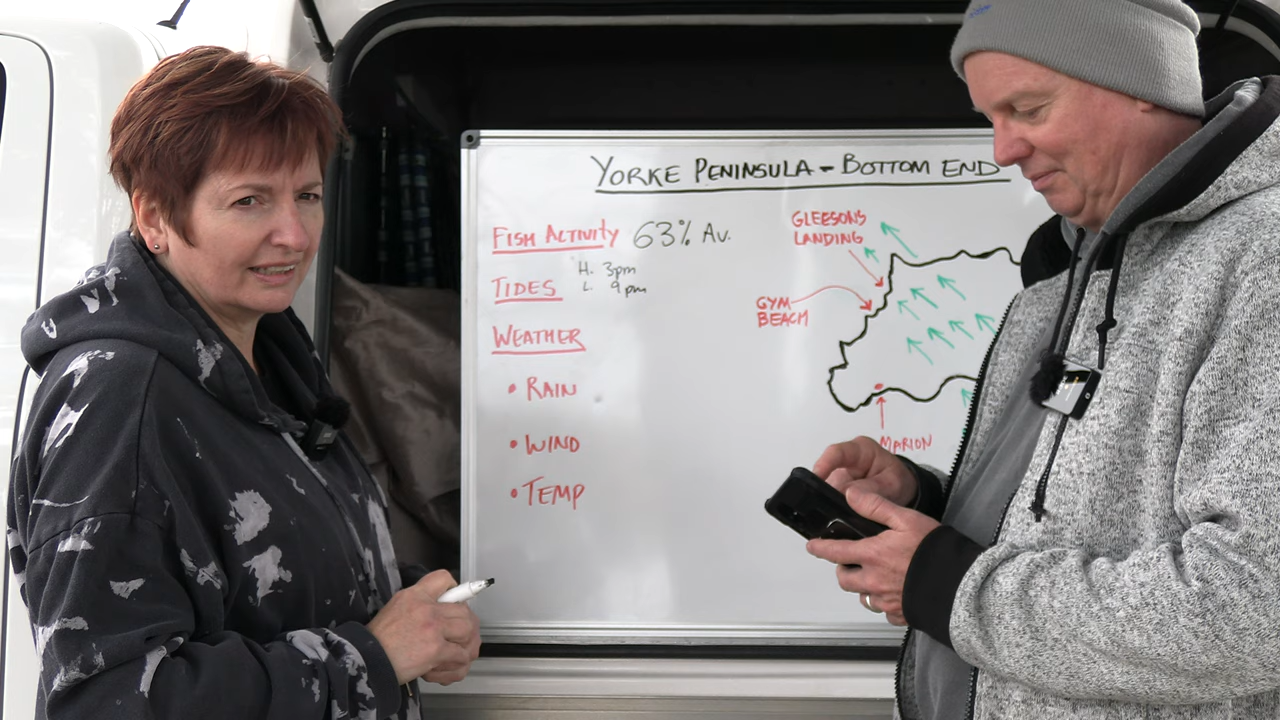 YORKE PENINSULA - BOTTOM END
FISH ACTIVITY 63% AV.
TIDES H. 3pm
L. 9pm
WEATHER
• RAIN
• WIND
• TEMP
GLEESONS
LANDING
GYM
BEACH
MARION